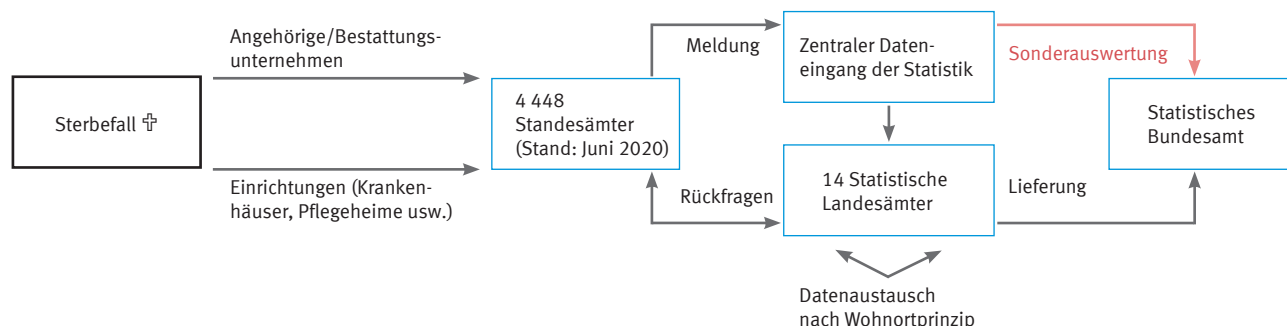 Angehörige/Bestattungs-
unternehmen
Sterbefall ✞
Einrichtungen (Kranken-
häuser, Pflegeheime usw.)
4 448
Standesämter
(Stand: Juni 2020)
Meldung
Rückfragen
Zentraler Daten-
eingang der Statistik
14 Statistische
Landesämter
Datenaustausch
nach Wohnortprinzip
Sonderauswertung
Lieferung
Statistisches
Bundesamt